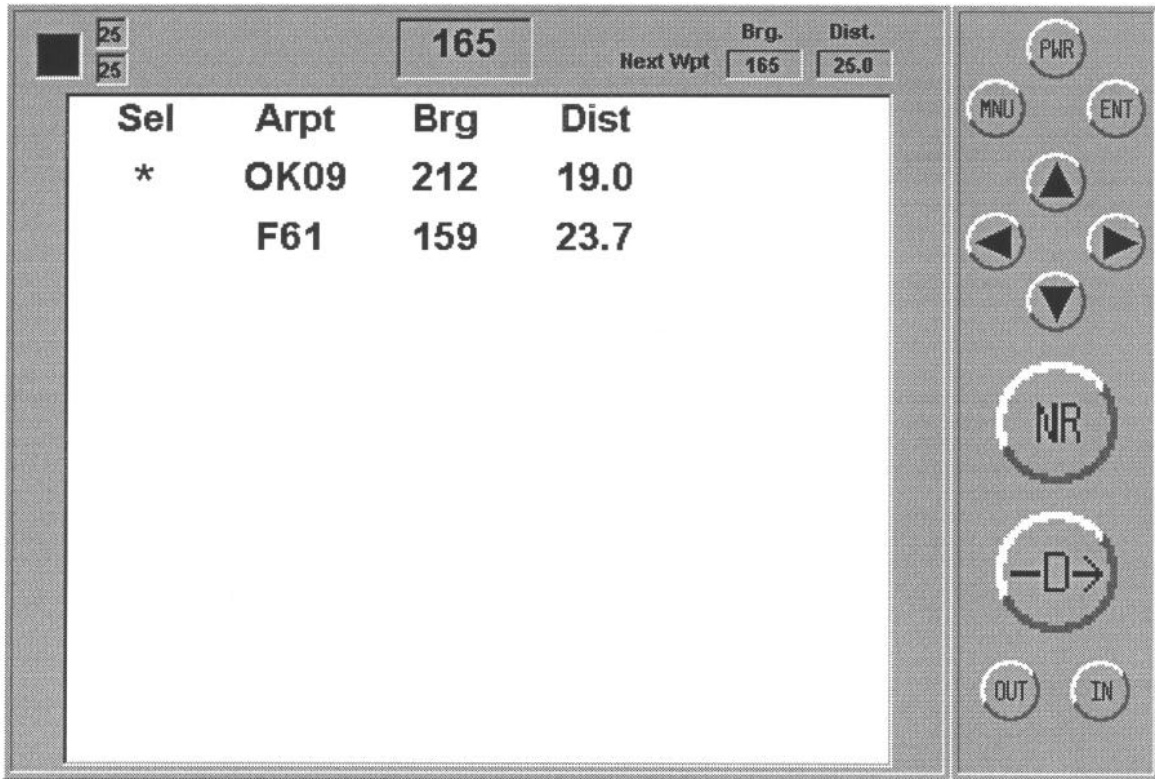 25
25
165
Brg. Dist.
Next Wpt 165 25.0
Sel Arpt Brg Dist
* OK09 212 19.0
F61 159 23.7
PWR
MNU ENT
NR
D
OUT IN